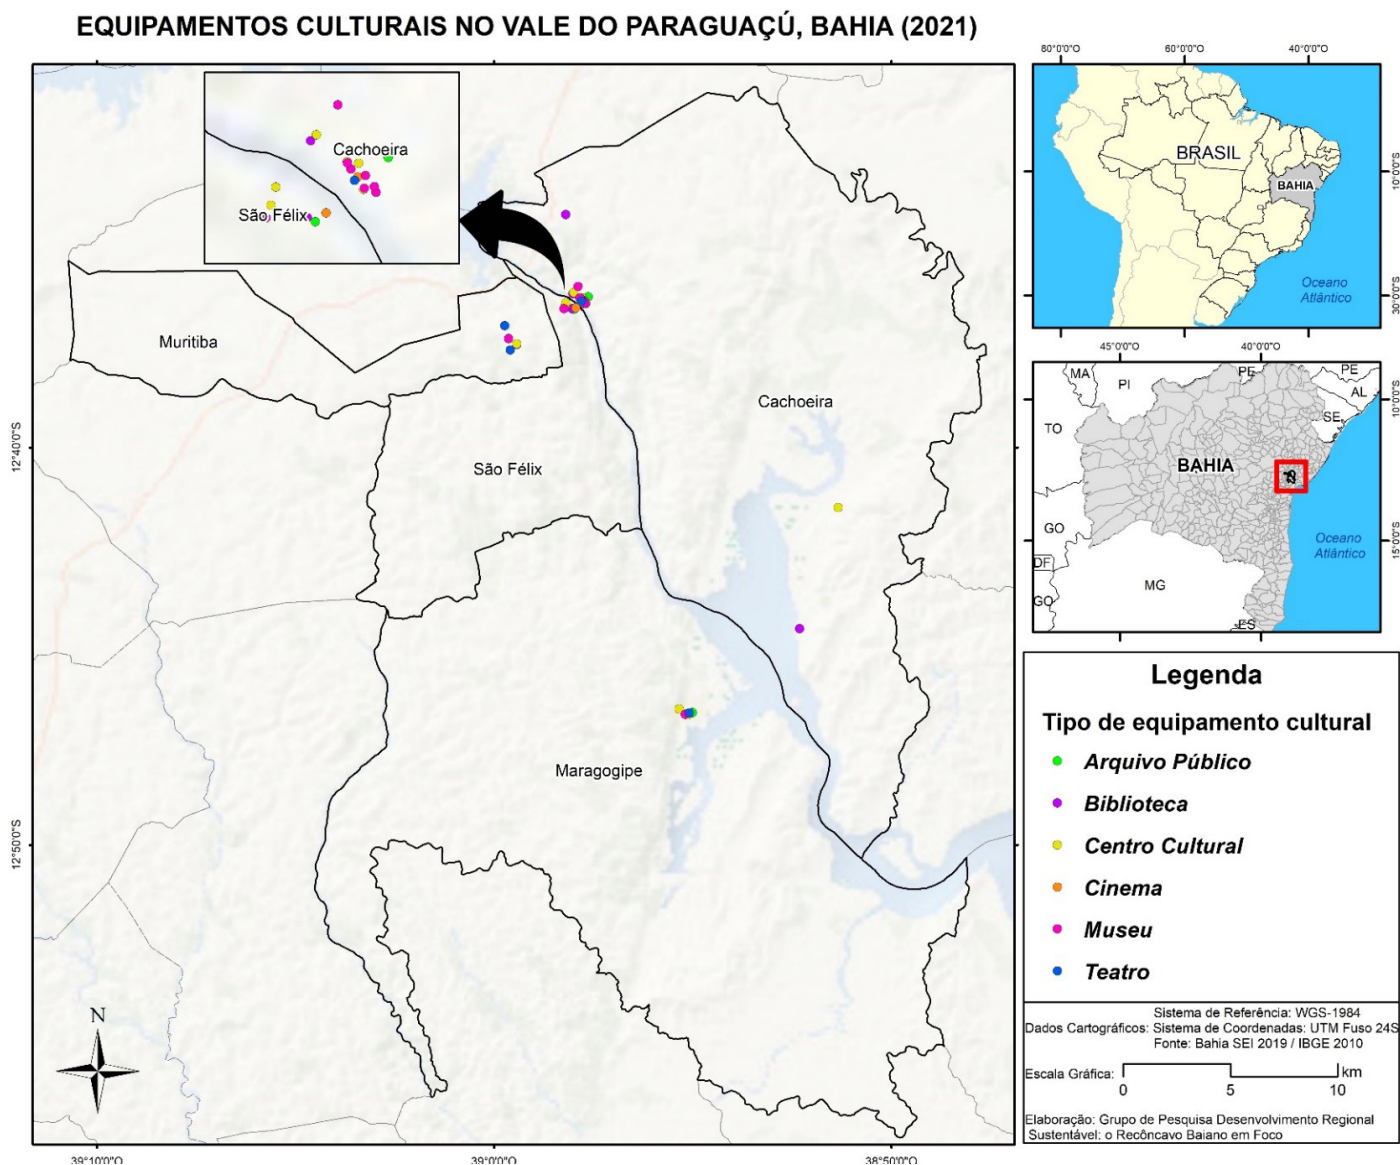 EQUIPAMENTOS CULTURAIS NO VALE DO PARAGUAÇÚ, BAHIA (2021)
Cachoeira
São Félix
Muritiba
Cachoeira
São Félix
Maragogipe
N
12°40'0"S
12°50'0"S
39°10'0"O
39°0'0"O
38°50'0"O
80°0'0"O
60°0'0"O
40°0'0"O
10°0'0"S
30°0'0"S
BRASIL
BAHIA
Oceano
Atlântico
45°0'0"O
40°0'0"O
10°0'0"S
15°0'0"S
MA
PI
PE
PE
AL
SE
TO
BAHIA
GO
DF
GO
MG
ES
Oceano
Atlântico
Legenda
Tipo de equipamento cultural
Arquivo Público
Biblioteca
Centro Cultural
Cinema
Museu
Teatro
Sistema de Referência: WGS-1984
Dados Cartográficos: Sistema de Coordenadas: UTM Fuso 24S
Fonte: Bahia SEI 2019 / IBGE 2010
Escala Gráfica:
km
0 5 10
Elaboração: Grupo de Pesquisa Desenvolvimento Regional
Sustentável: o Recôncavo Baiano em Foco